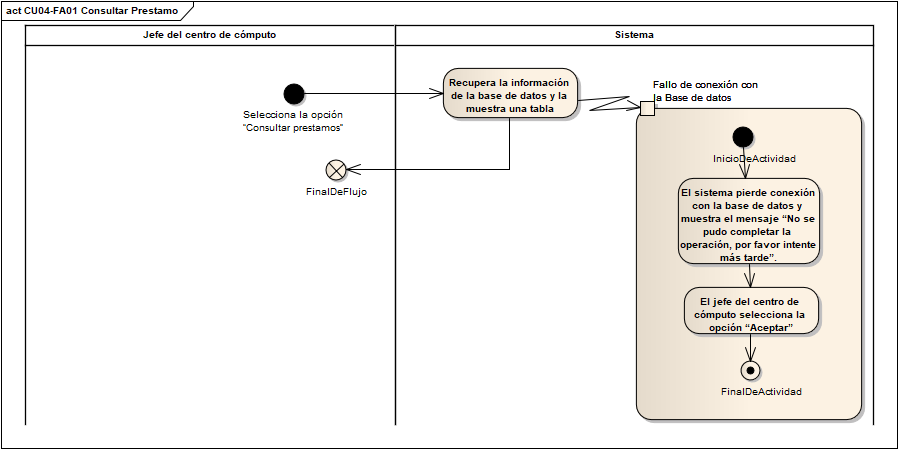 act CU04-FA01 Consultar Prestamo
Jefe del centro de cómputo
Sistema
Selecciona la opción
"Consultar prestamos"
Recupera la información
de la base de datos y la
muestra una tabla
Fallo de conexión con
la Base de datos
FinalDeFlujo
InicioDeActividad
El sistema pierde conexión
con la base de datos y
muestra el mensaje “No se
pudo completar la
operación, por favor intente
más tarde”.
El jefe del centro de
cómputo selecciona la
opción “Aceptar”
FinalDeActividad